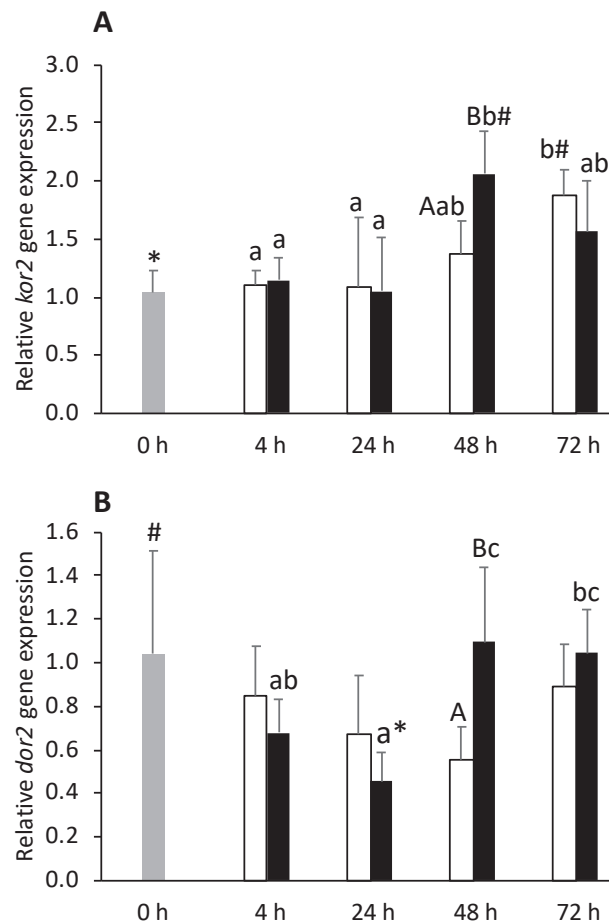 A
Relative kor2 gene expression
3.0
2.5
2.0
1.5
1.0
0.5
0.0
*
a
a
a
a
Aab
Bb#
b#
ab
0 h
4 h
24 h
48 h
72 h
B
Relative dor2 gene expression
1.6
1.4
1.2
1.0
0.8
0.6
0.4
0.2
0.0
#
ab
a*
A
Bc
bc
0 h
4 h
24 h
48 h
72 h